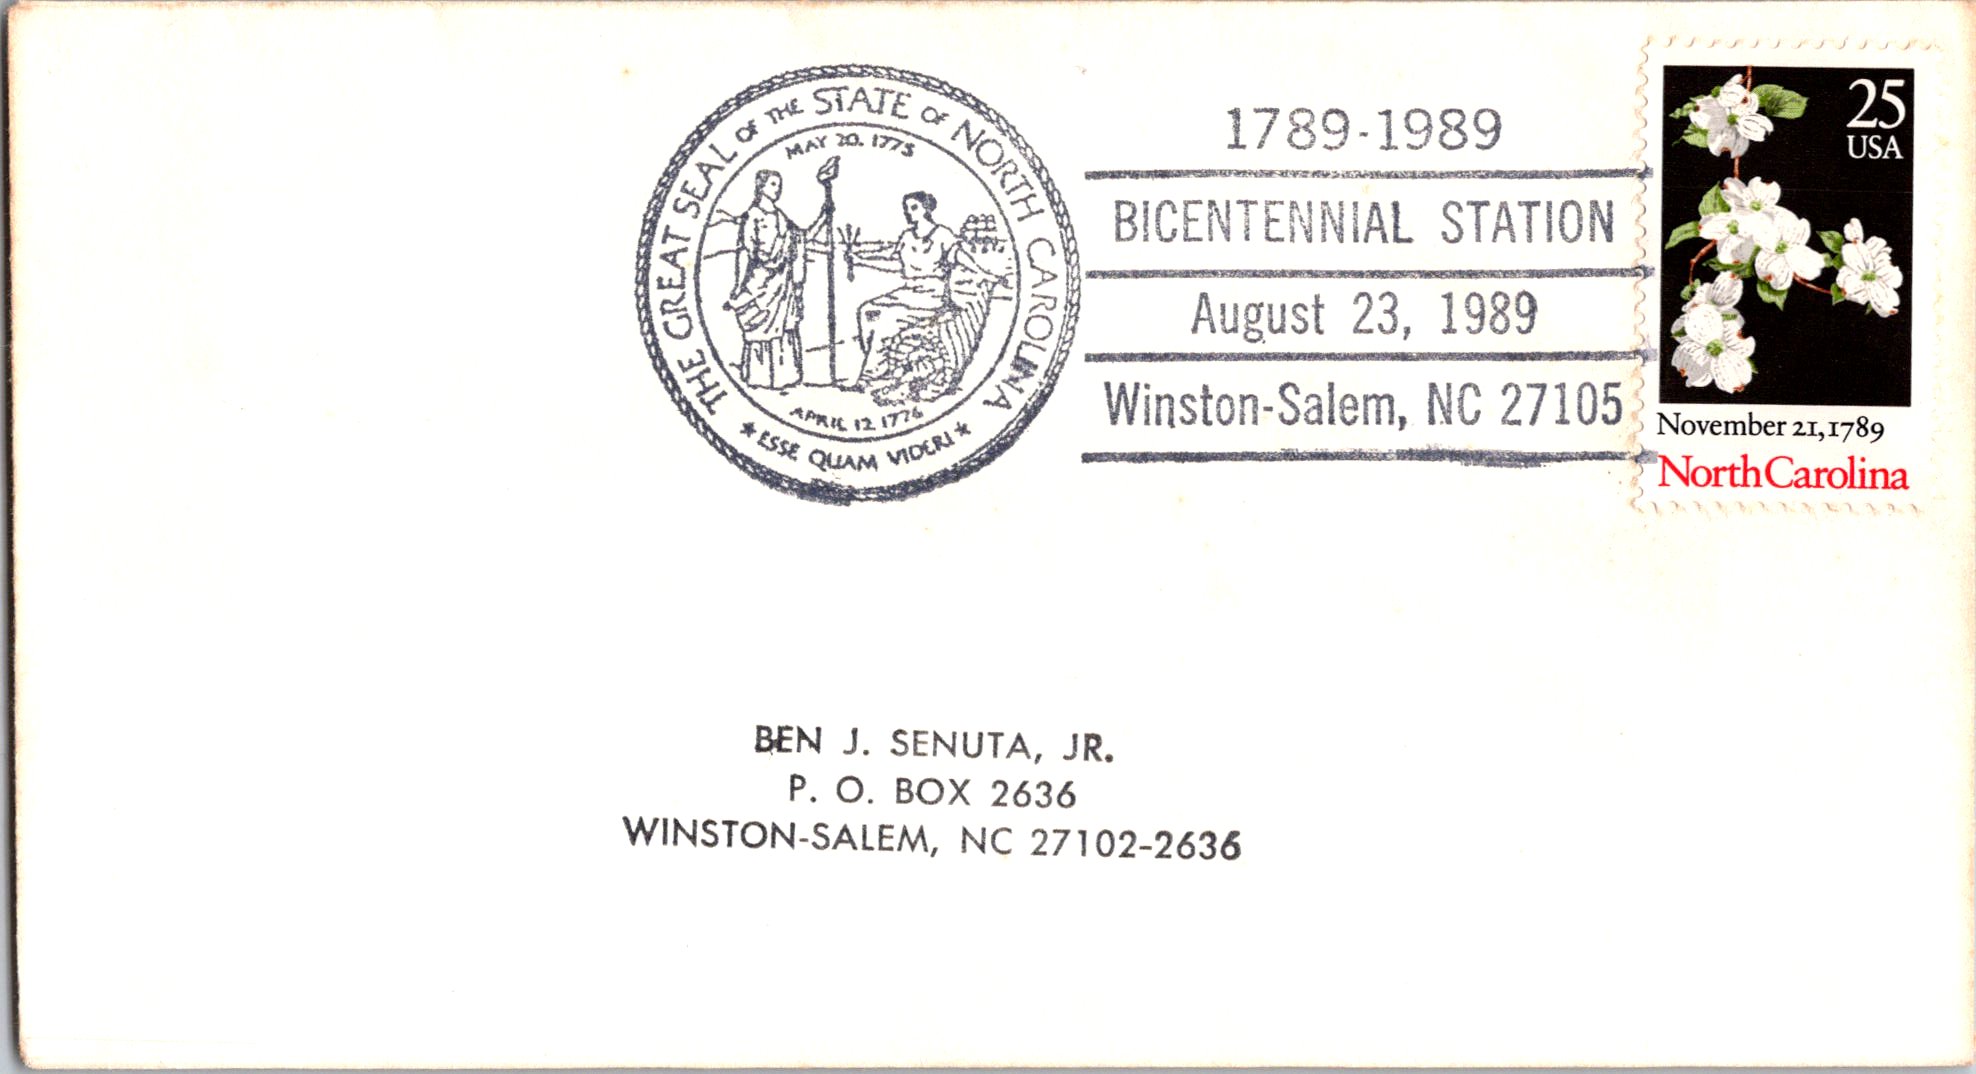 THE GREAT SEAL OF THE STATE OF NORTH CAROLINA
MAY 20, 1775
APRIL 12 1776
★ ESSE QUAM VIDERI ★
1789-1989
BICENTENNIAL STATION
August 23, 1989
Winston-Salem, NC 27105
25
USA
November 21, 1789
North Carolina
BEN J. SENUTA, JR.
P. O. BOX 2636
WINSTON-SALEM, NC 27102-2636